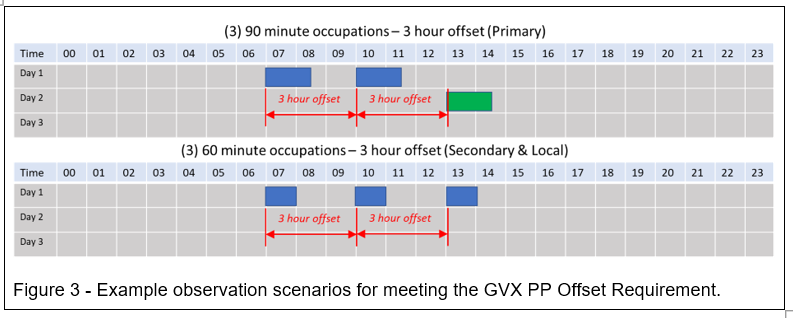 (3) 90 minute occupations – 3 hour offset (Primary)
Time 00 01 02 03 04 05 06 07 08 09 10 11 12 13 14 15 16 17 18 19 20 21 22 23
Day 1
Day 2
3 hour offset 3 hour offset
Day 3
(3) 60 minute occupations – 3 hour offset (Secondary & Local)
Time 00 01 02 03 04 05 06 07 08 09 10 11 12 13 14 15 16 17 18 19 20 21 22 23
Day 1
Day 2
3 hour offset 3 hour offset
Day 3
Figure 3 - Example observation scenarios for meeting the GVX PP Offset Requirement.